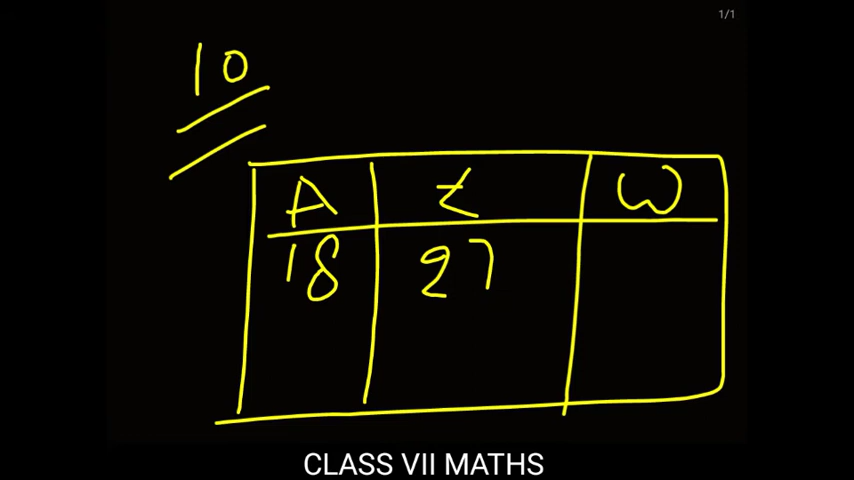 1/1
10
A t W
18 27
CLASS VII MATHS